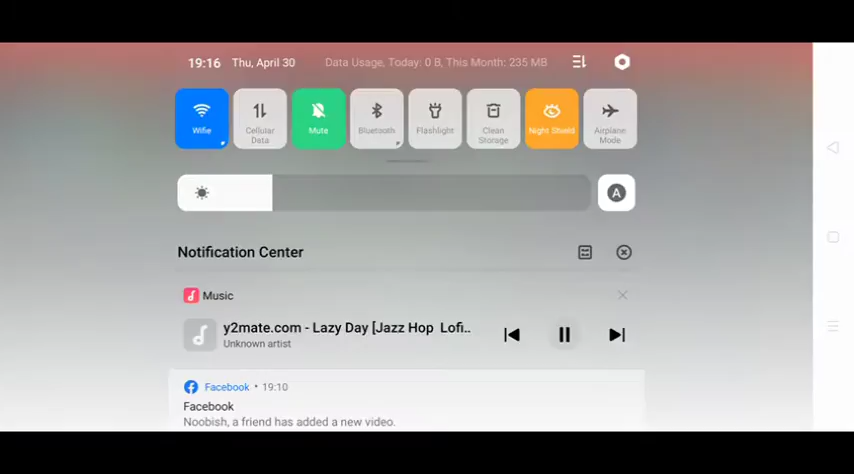 19:16 Thu, April 30 Data Usage, Today: 0 B, This Month: 235 MB
Wifie
Cellular
Data
Mute
Bluetooth
Flashlight
Clean
Storage
Night Shield
Airplane
Mode
A
Notification Center
Music
y2mate.com - Lazy Day [Jazz Hop Lofi..
Unknown artist
Facebook • 19:10
Facebook
Noobish, a friend has added a new video.